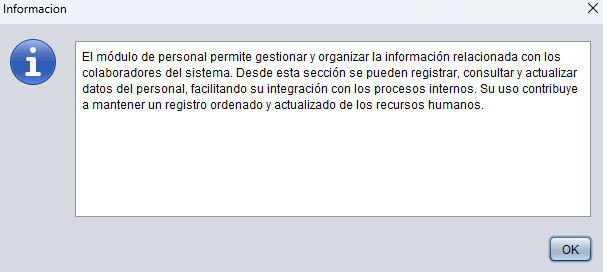 Informacion
El módulo de personal permite gestionar y organizar la información relacionada con los
colaboradores del sistema. Desde esta sección se pueden registrar, consultar y actualizar
datos del personal, facilitando su integración con los procesos internos. Su uso contribuye
a mantener un registro ordenado y actualizado de los recursos humanos.
OK